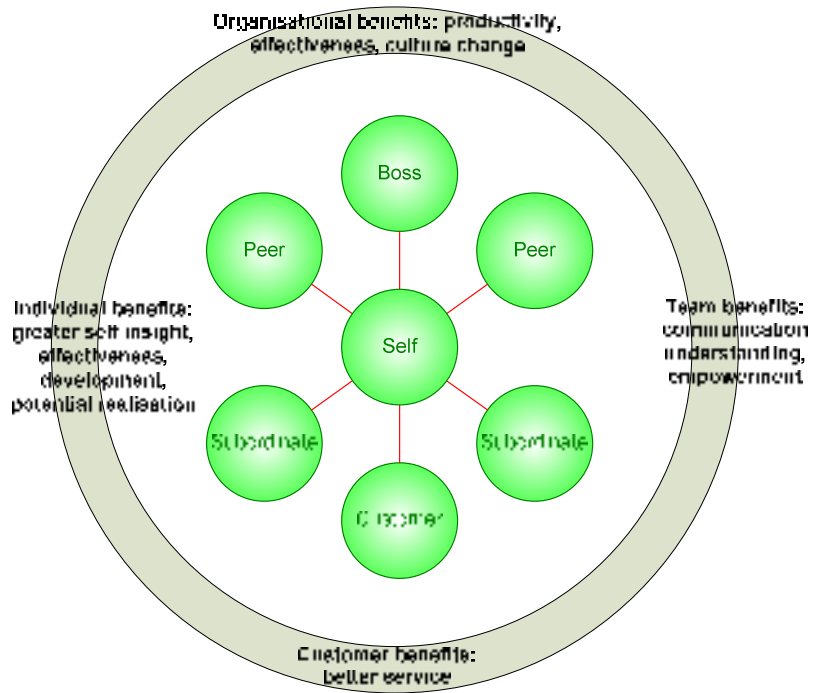 Organisational benefits: productivity,
effectiveness, culture change
Boss
Peer
Peer
Individual benefits:
greater self insight,
effectiveness,
development,
potential realisation
Self
Team benefits:
communication
understanding,
empowerment
Subordinate
Subordinate
Customer
Customer benefits:
better service